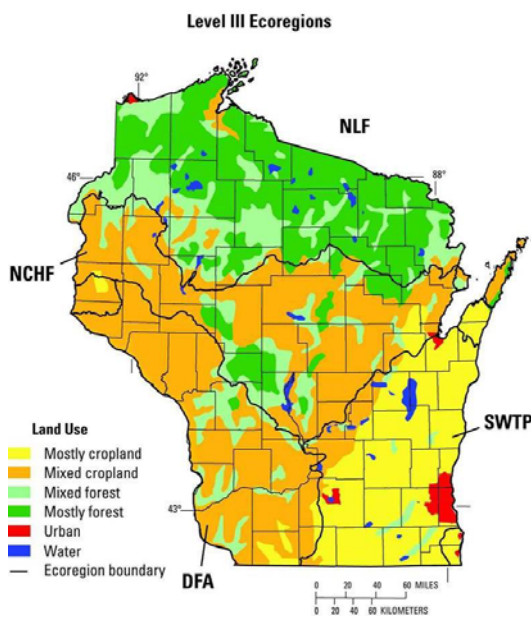 Level III Ecoregions
92°
NLF
46°
88°
NCHF
SWTP
Land Use
Mostly cropland
Mixed cropland
Mixed forest
Mostly forest
Urban
Water
Ecoregion boundary
43°
DFA
0 20 40 60 MILES
0 20 40 60 KILOMETERS